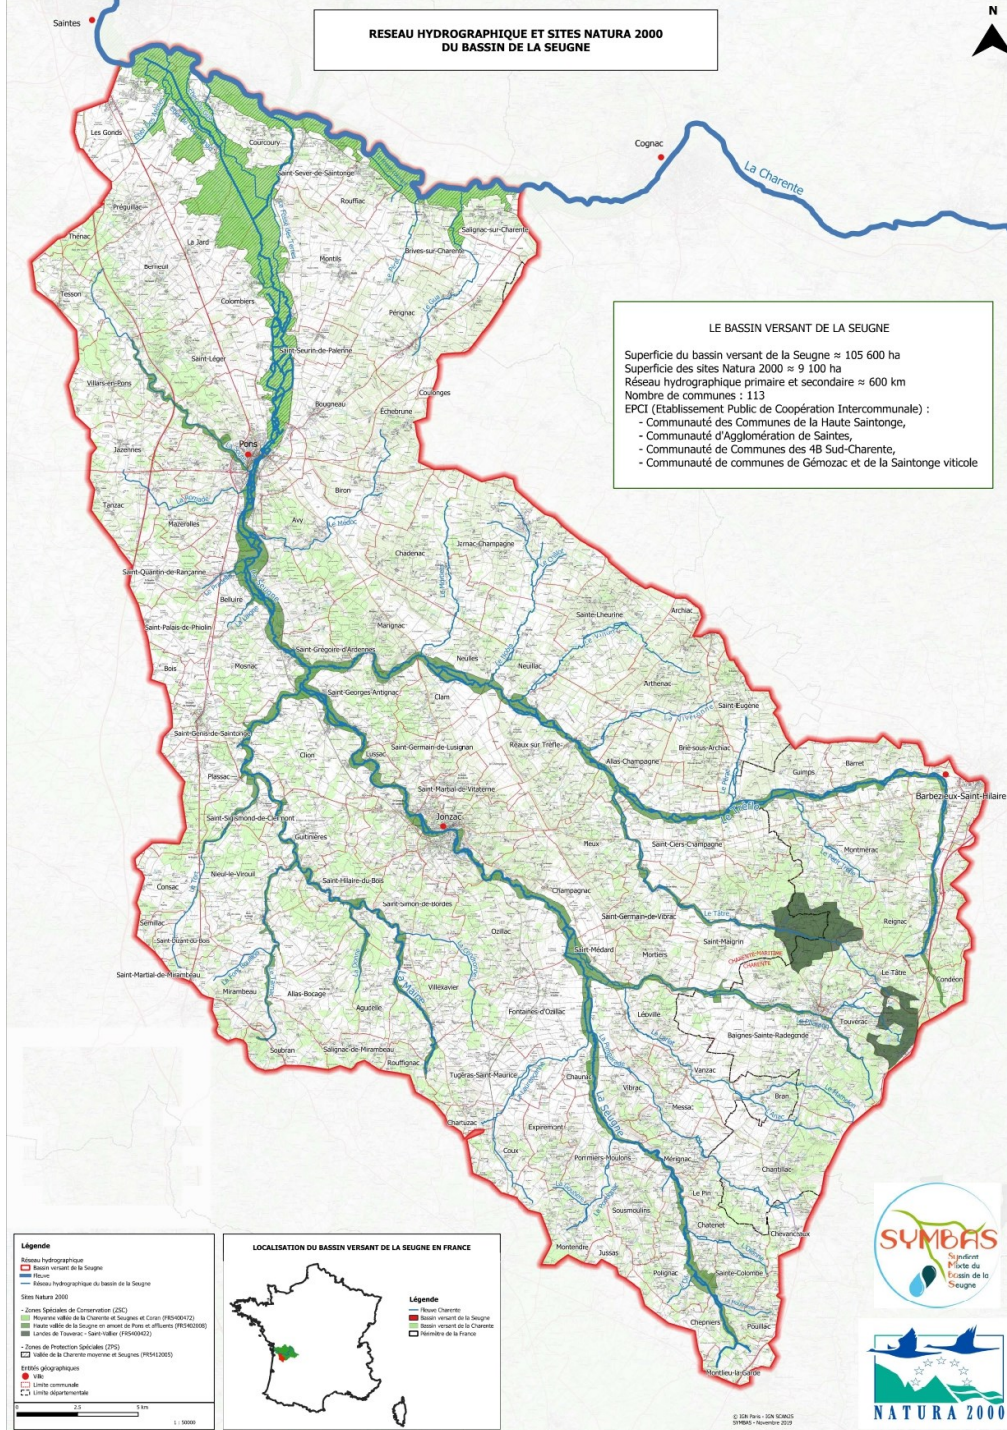 Saintes
RESEAU HYDROGRAPHIQUE ET SITES NATURA 2000
DU BASSIN DE LA SEUGNE
N
Cognac
La Charente
Les Gonds
Courcoury
Saint-Sever-de-Saintonge
Rouffiac
Préguillac
Salignac-sur-Charente
Thénac
La Jard
Brives-sur-Charente
Montils
Berneuil
Tesson
Colombiers
Pérignac
LE BASSIN VERSANT DE LA SEUGNE
Superficie du bassin versant de la Seugne ≈ 105 600 ha
Superficie des sites Natura 2000 ≈ 9 100 ha
Réseau hydrographique primaire et secondaire ≈ 600 km
Nombre de communes : 113
EPCI (Etablissement Public de Coopération Intercommunale) :
- Communauté des Communes de la Haute Saintonge,
- Communauté d'Agglomération de Saintes,
- Communauté de Communes des 4B Sud-Charente,
- Communauté de communes de Gémozac et de la Saintonge viticole
Saint-Seurin-de-Palenne
Saint-Léger
Villars-en-Pons
Coulonges
Bougneau
Echebrune
Pons
Jazennes
Biron
Tanzac
Mazerolles
Avy
Le Médoc
Jarnac-Champagne
Chadenac
Saint-Quantin-de-Rançanne
Belluire
Archiac
Sainte-Lheurine
Saint-Palais-de-Phiolin
Marignac
Saint-Grégoire-d'Ardennes
Neulles
Neuillac
Bois
Mosnac
Arthenac
Saint-Georges-Antignac
Clam
Saint-Eugène
Saint-Genis-de-Saintonge
Réaux sur Trèfle
Brie-sous-Archiac
Saint-Germain-de-Lusignan
Clion
Lussac
Allas-Champagne
Barret
Guimps
Plassac
Saint-Martial-de-Vitaterne
Barbezieux-Saint-Hilaire
Saint-Sigismond-de-Clermont
Jonzac
Guitinières
Meux
Saint-Ciers-Champagne
Montmérac
Nieul-le-Virouil
Saint-Hilaire-du-Bois
Consac
Champagnac
Saint-Simon-de-Bordes
Saint-Germain-de-Vibrac
Le Tâtre
Semillac
Reignac
Ozillac
Saint-Maigrin
Saint-Médard
Mortiers
CHARENTE-MARITIME
CHARENTE
Saint-Martial-de-Mirambeau
Le Tâtre
Condéon
Villexavier
Mirambeau
Allas-Bocage
Agudelle
La Maine
Fontaines-d'Ozillac
Léoville
Touvérac
Baignes-Sainte-Radegonde
Soubran
Salignac-de-Mirambeau
Rouffignac
Vanzac
Tugéras-Saint-Maurice
Chaunac
Vibrac
Bran
Messac
La Seugne
Chartuzac
Expiremont
Coux
Pommiers-Moulons
Mérignac
Chantillac
Le Pin
Sousmoulins
Chatenet
Chevanceaux
Montendre
Jussas
Polignac
Sainte-Colombe
Chepniers
Pouillac
Montlieu-la-Garde
Légende
Réseau hydrographique
Bassin versant de la Seugne
Fleuve
Réseau hydrographique du bassin de la Seugne
Sites Natura 2000
- Zones Spéciales de Conservation (ZSC)
Moyenne vallée de la Charente et Seugnes et Coran (FR5400472)
Haute vallée de la Seugne en amont de Pons et affluents (FR5402008)
Landes de Touverac - Saint-Vallier (FR5400422)
- Zones de Protection Spéciales (ZPS)
Vallée de la Charente moyenne et Seugnes (FR5412005)
Entités géographiques
Ville
Limite communale
Limite départementale
0 2.5 5 km
1 : 50000
LOCALISATION DU BASSIN VERSANT DE LA SEUGNE EN FRANCE
Légende
Fleuve Charente
Bassin versant de la Seugne
Bassin versant de la Charente
Périmètre de la France
© IGN Paris - IGN SCAN25
SYMBAS - Novembre 2019
SYMBAS
Syndicat
Mixte du
Bassin de la
Seugne
NATURA 2000